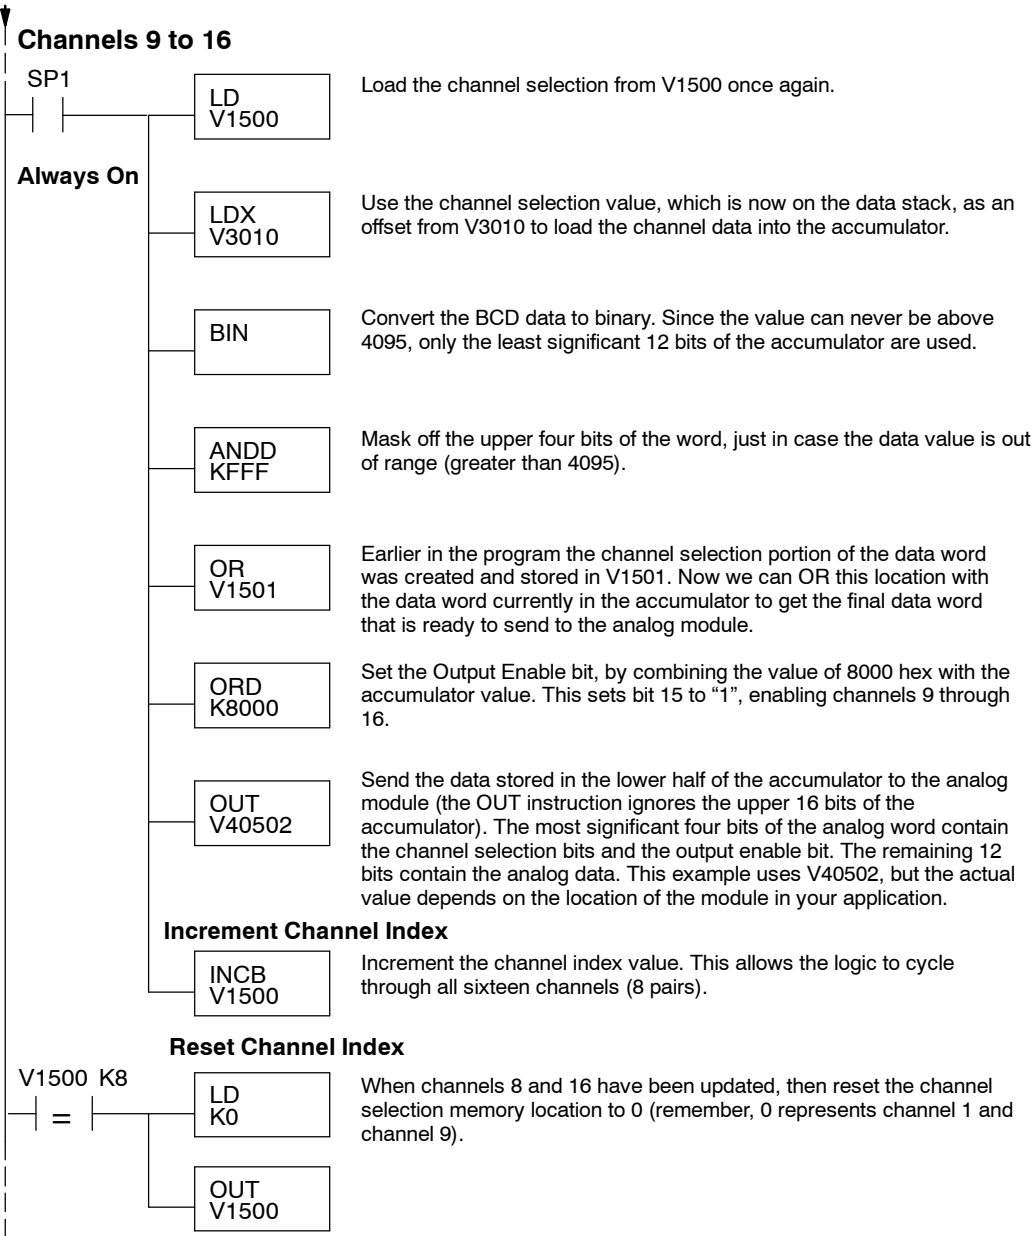 Channels 9 to 16
SP1
LD
V1500
Load the channel selection from V1500 once again.
Always On
LDX
V3010
Use the channel selection value, which is now on the data stack, as an
offset from V3010 to load the channel data into the accumulator.
BIN
Convert the BCD data to binary. Since the value can never be above
4095, only the least significant 12 bits of the accumulator are used.
ANDD
KFFF
Mask off the upper four bits of the word, just in case the data value is out
of range (greater than 4095).
OR
V1501
Earlier in the program the channel selection portion of the data word
was created and stored in V1501. Now we can OR this location with
the data word currently in the accumulator to get the final data word
that is ready to send to the analog module.
ORD
K8000
Set the Output Enable bit, by combining the value of 8000 hex with the
accumulator value. This sets bit 15 to “1”, enabling channels 9 through
16.
OUT
V40502
Send the data stored in the lower half of the accumulator to the analog
module (the OUT instruction ignores the upper 16 bits of the
accumulator). The most significant four bits of the analog word contain
the channel selection bits and the output enable bit. The remaining 12
bits contain the analog data. This example uses V40502, but the actual
value depends on the location of the module in your application.
Increment Channel Index
INCB
V1500
Increment the channel index value. This allows the logic to cycle
through all sixteen channels (8 pairs).
Reset Channel Index
V1500 K8
=
LD
K0
When channels 8 and 16 have been updated, then reset the channel
selection memory location to 0 (remember, 0 represents channel 1 and
channel 9).
OUT
V1500